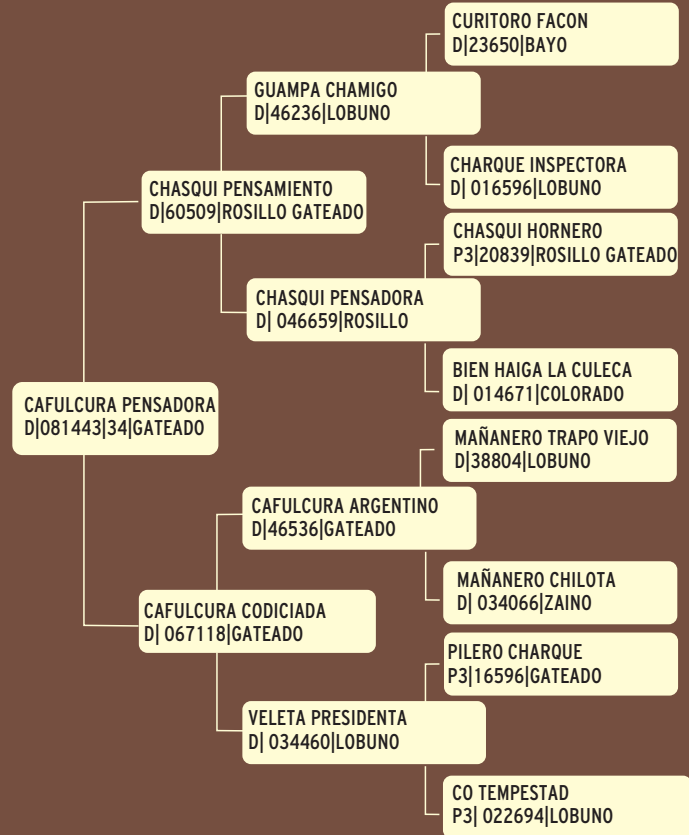 CURITORO FACON
D|23650|BAYO
GUAMPA CHAMIGO
D|46236|LOBUNO
CHARQUE INSPECTORA
D| 016596|LOBUNO
CHASQUI PENSAMIENTO
D|60509|ROSILLO GATEADO
CHASQUI HORNERO
P3|20839|ROSILLO GATEADO
CHASQUI PENSADORA
D| 046659|ROSILLO
BIEN HAIGA LA CULECA
D| 014671|COLORADO
CAFULCURA PENSADORA
D|081443|34|GATEADO
MAÑANERO TRAPO VIEJO
D|38804|LOBUNO
CAFULCURA ARGENTINO
D|46536|GATEADO
MAÑANERO CHILOTA
D| 034066|ZAINO
CAFULCURA CODICIADA
D| 067118|GATEADO
PILERO CHARQUE
P3|16596|GATEADO
VELETA PRESIDENTA
D| 034460|LOBUNO
CO TEMPESTAD
P3| 022694|LOBUNO